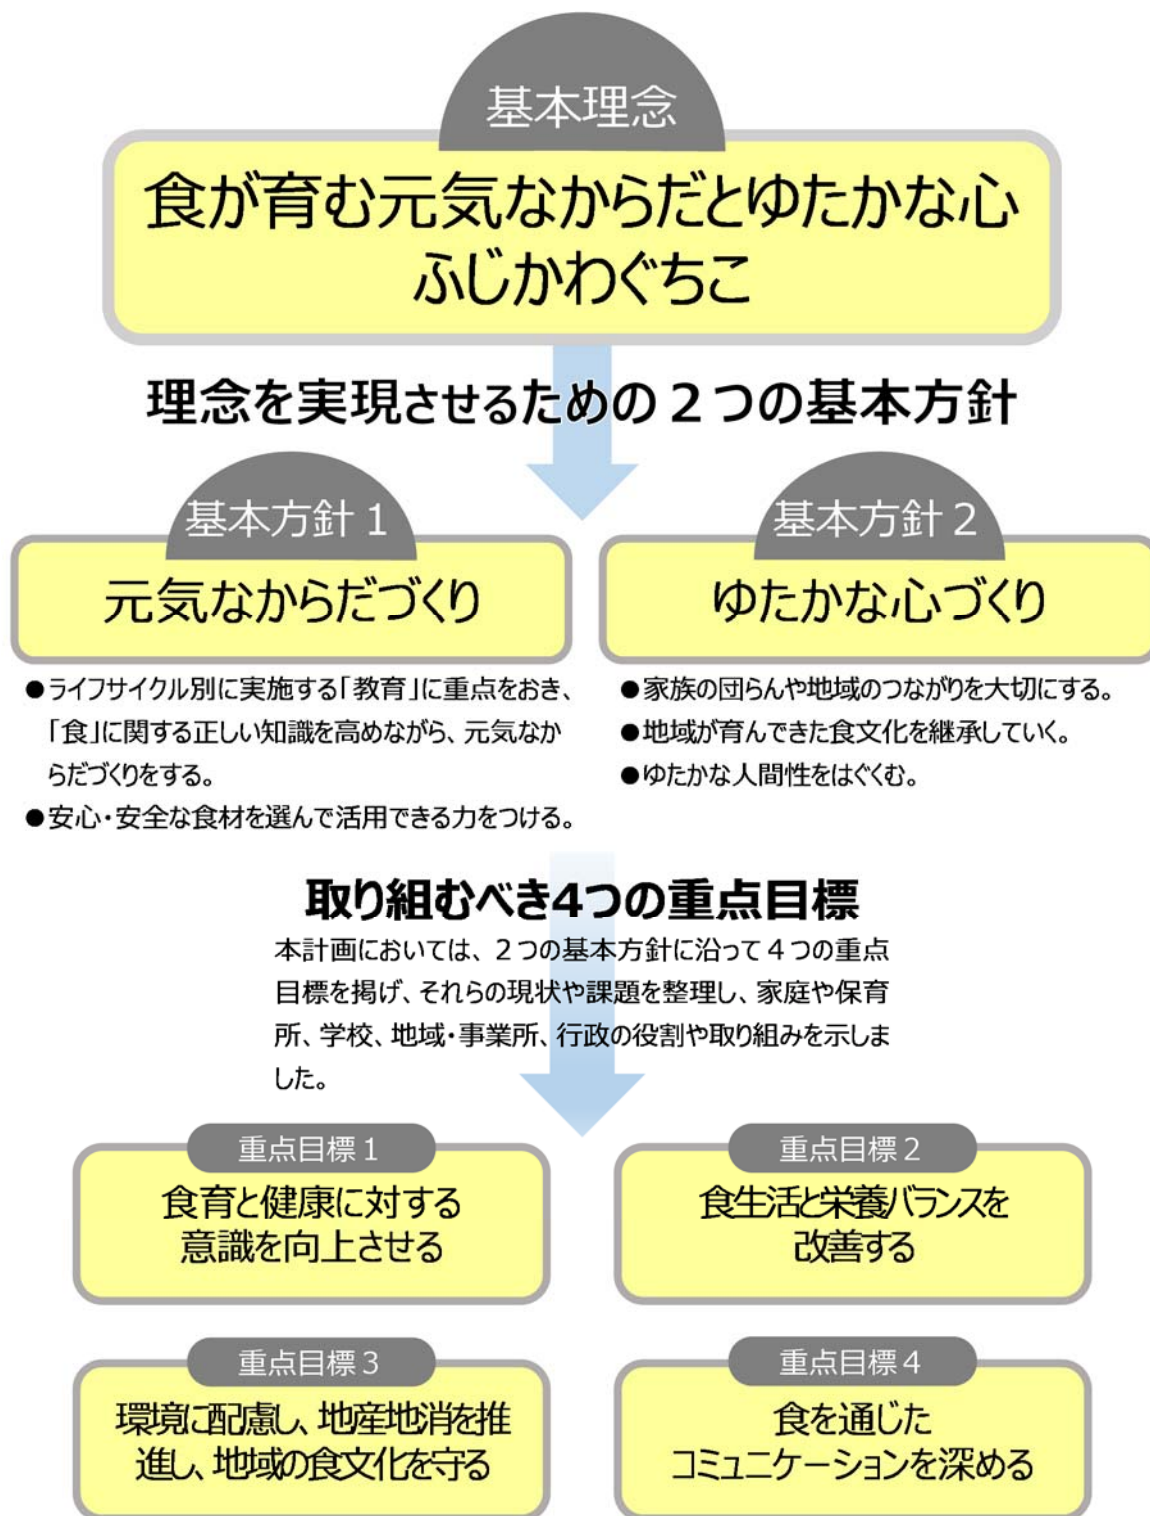 基本理念
食が育む元気なからだとゆたかな心
ふじかわぐちこ
理念を実現させるための２つの基本方針
基本方針１
元気なからだづくり
●ライフサイクル別に実施する「教育」に重点をおき、
「食」に関する正しい知識を高めながら、元気なか
らだづくりをする。
●安心・安全な食材を選んで活用できる力をつける。
基本方針２
ゆたかな心づくり
●家族の団らんや地域のつながりを大切にする。
●地域が育んできた食文化を継承していく。
●ゆたかな人間性をはぐくむ。
取り組むべき4つの重点目標
本計画においては、２つの基本方針に沿って４つの重点
目標を掲げ、それらの現状や課題を整理し、家庭や保育
所、学校、地域・事業所、行政の役割や取り組みを示しま
した。
重点目標１
食育と健康に対する
意識を向上させる
重点目標２
食生活と栄養バランスを
改善する
重点目標３
環境に配慮し、地産地消を推
進し、地域の食文化を守る
重点目標４
食を通じた
コミュニケーションを深める